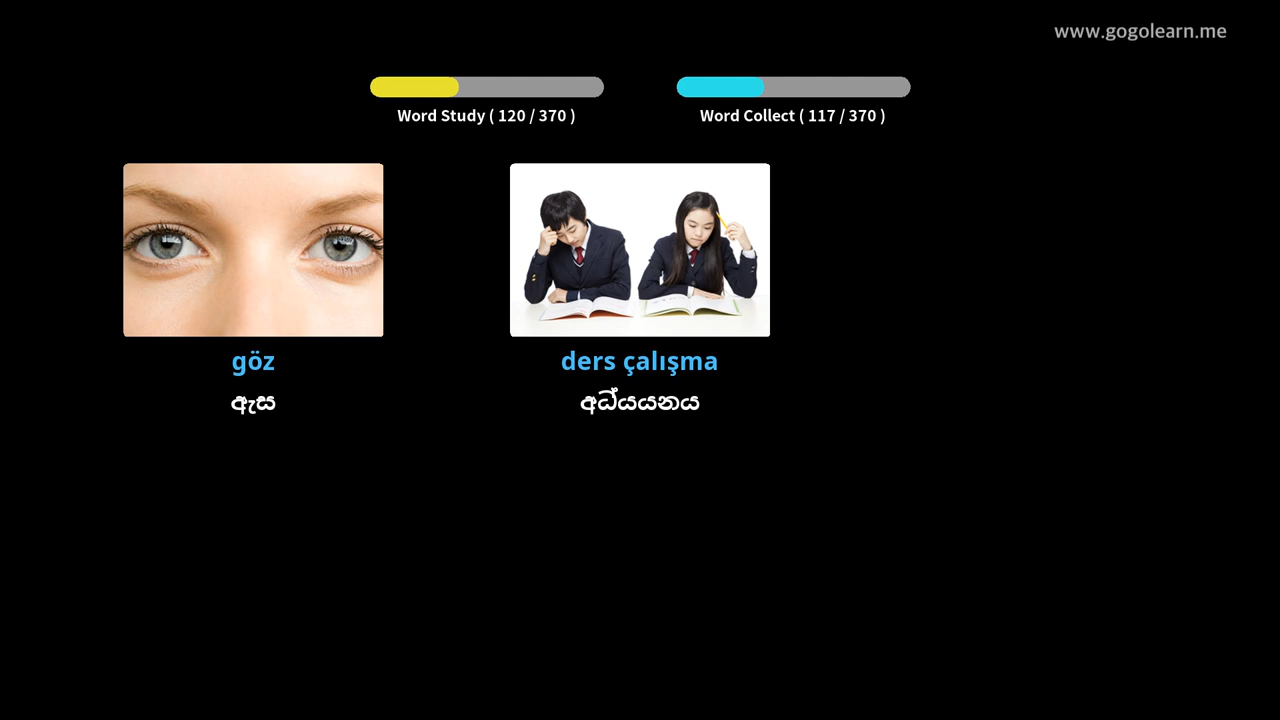 www.gogolearn.me
Word Study ( 120 / 370 )
Word Collect ( 117 / 370 )
göz
ders çalışma
ඇස
අධ්යයනය